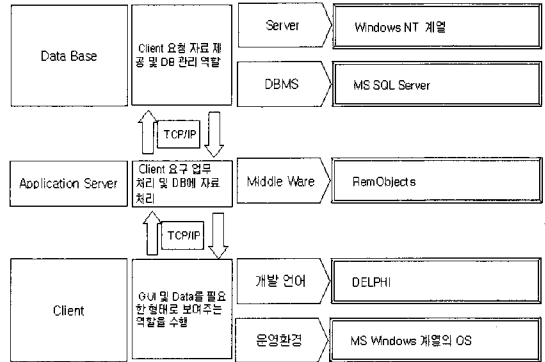 Data Base
Client 요청 자료 제
공 및 DB 관리 역할
Server
Windows NT 계열
DBMS
MS SQL Server
TCP/IP
Application Server
Client 요구 업무
처리 및 DB에 자료
처리
Middle Ware
RemObjects
TCP/IP
Client
GUI 및 Data를 필요
한 형태로 보여주는
역할을 수행
개발 언어
DELPHI
운영환경
MS Windows 계열의 OS